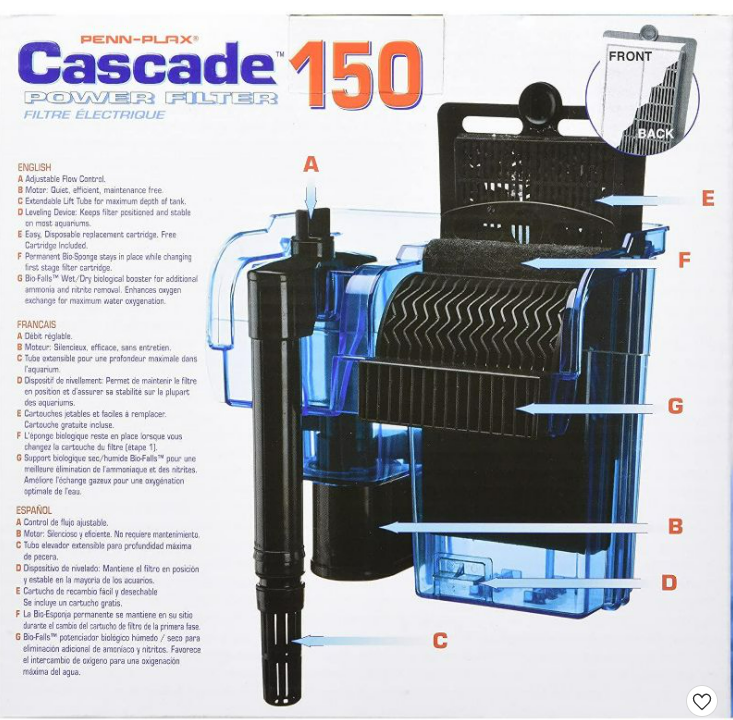 PENN-PLAX®
Cascade™ 150
POWER FILTER
FILTRE ÉLECTRIQUE
FRONT
BACK
A
E
F
G
B
D
C
ENGLISH
A Adjustable Flow Control.
B Motor: Quiet, efficient, maintenance free.
C Extendable Lift Tube for maximum depth of tank.
D Leveling Device: Keeps filter positioned and stable
on most aquariums.
E Easy, Disposable replacement cartridge. Free
Cartridge Included.
F Permanent Bio-Sponge stays in place while changing
first stage filter cartridge.
G Bio-Falls™ Wet/Dry biological booster for additional
ammonia and nitrite removal. Enhances oxygen
exchange for maximum water oxygenation.
FRANCAIS
A Débit réglable.
B Moteur: Silencieux, efficace, sans entretien.
C Tube extensible pour une profondeur maximale dans
l'aquarium.
D Dispositif de nivellement: Permet de maintenir le filtre
en position et d'assurer sa stabilité sur la plupart
des aquariums.
E Cartouches jetables et faciles à remplacer.
Cartouche gratuite incluse.
F L'éponge biologique reste en place lorsque vous
changez la cartouche du filtre (étape 1).
G Support biologique sec/humide Bio-Falls™ pour une
meilleure élimination de l'ammoniaque et des nitrites.
Améliore l'échange gazeux pour une oxygénation
optimale de l'eau.
ESPAÑOL
A Control de flujo ajustable.
B Motor: Silencioso y eficiente. No requiere mantenimiento.
C Tubo elevador extensible para profundidad máxima
de pecera.
D Dispositivo de nivelado: Mantiene el filtro en posición
y estable en la mayoría de los acuarios.
E Cartucho de recambio fácil y desechable
Se incluye un cartucho gratis.
F La Bio-Esponja permanente se mantiene en su sitio
durante el cambio del cartucho de filtro de la primera fase.
G Bio-Falls™ potenciador biológico húmedo / seco para
eliminación adicional de amoníaco y nitritos. Favorece
el intercambio de oxígeno para una oxigenación
máxima del agua.